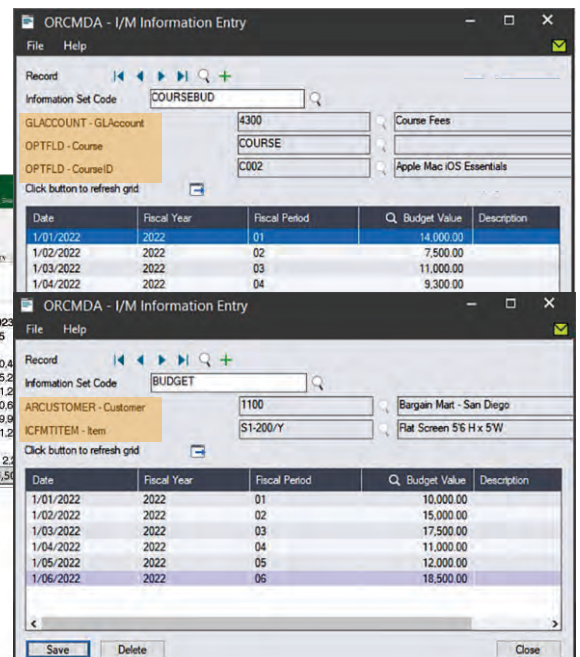 ORCMDA - I/M Information Entry
File Help
Record
Information Set Code COURSEBUD
GLACCOUNT - GLAccount 4300 Course Fees
OPTFLD - Course COURSE
OPTFLD - CourseID C002 Apple Mac iOS Essentials
Click button to refresh grid
Date Fiscal Year Fiscal Period Budget Value Description
1/01/2022 2022 01 14,000.00
1/02/2022 2022 02 7,500.00
1/03/2022 2022 03 11,000.00
1/04/2022 2022 04 9,300.00
ORCMDA - I/M Information Entry
File Help
Record
Information Set Code BUDGET
ARCUSTOMER - Customer 1100 Bargain Mart - San Diego
ICFMTITEM - Item S1-200/Y Flat Screen 5'6 H x 5'W
Click button to refresh grid
Date Fiscal Year Fiscal Period Budget Value Description
1/01/2022 2022 01 10,000.00
1/02/2022 2022 02 15,000.00
1/03/2022 2022 03 17,500.00
1/04/2022 2022 04 11,000.00
1/05/2022 2022 05 12,000.00
1/06/2022 2022 06 18,500.00
Save Delete Close